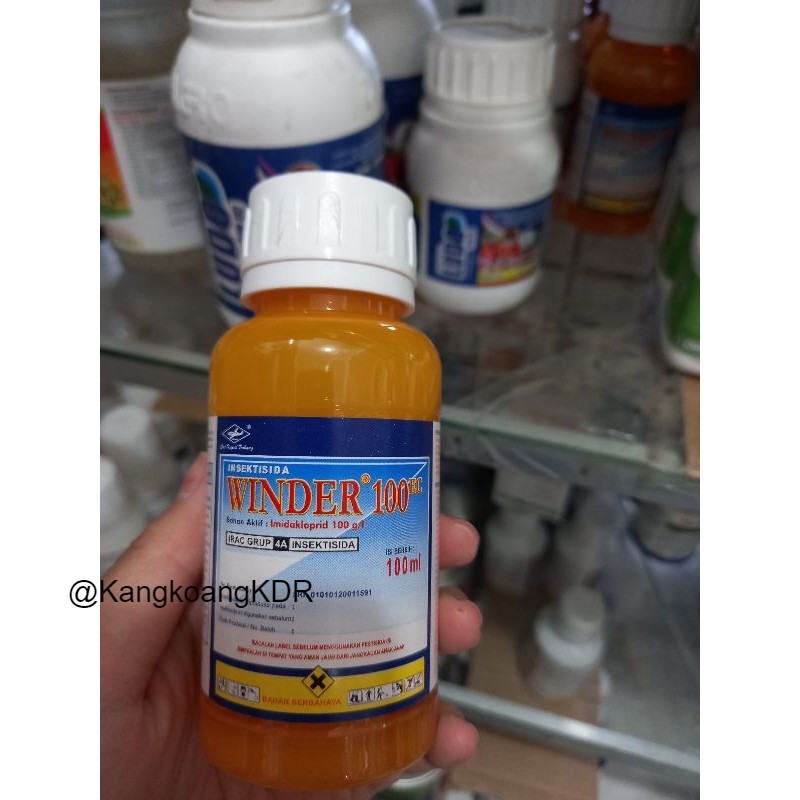 INSEKTISIDA
WINDER® 100 EC
Bahan Aktif : Imidakloprid 100 g/l
IRAC GRUP 4A INSEKTISIDA
ISI BERSIH :
100 ml
01010120011591
@KangkoangKDR
BACALAH LABEL SEBELUM MENGGUNAKAN PESTISIDA INI
SIMPANLAH DI TEMPAT YANG AMAN JAUH DARI JANGKAUAN ANAK-ANAK
BAHAN BERBAHAYA